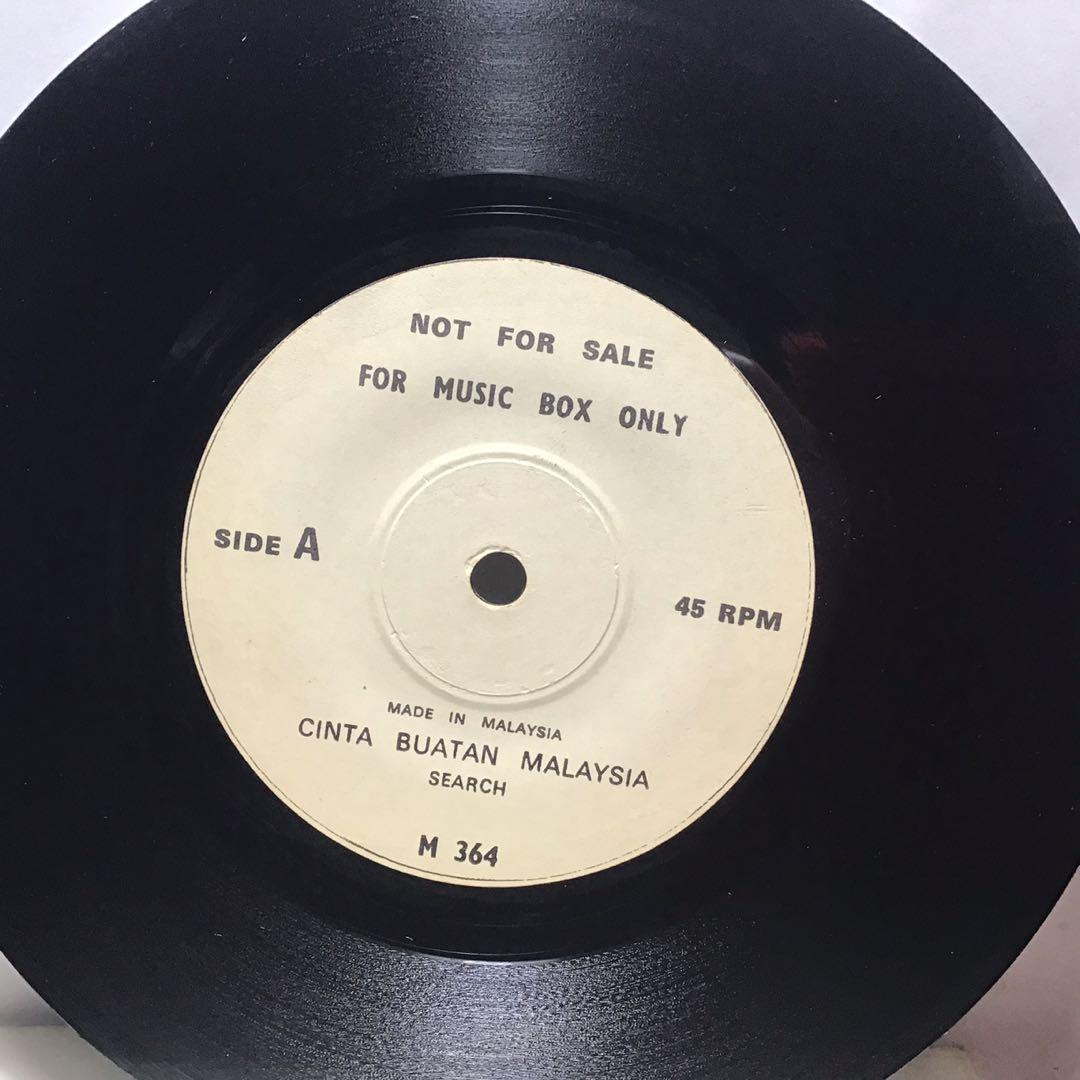 NOT FOR SALE
FOR MUSIC BOX ONLY
SIDE A
45 RPM
MADE IN MALAYSIA
CINTA BUATAN MALAYSIA
SEARCH
M 364